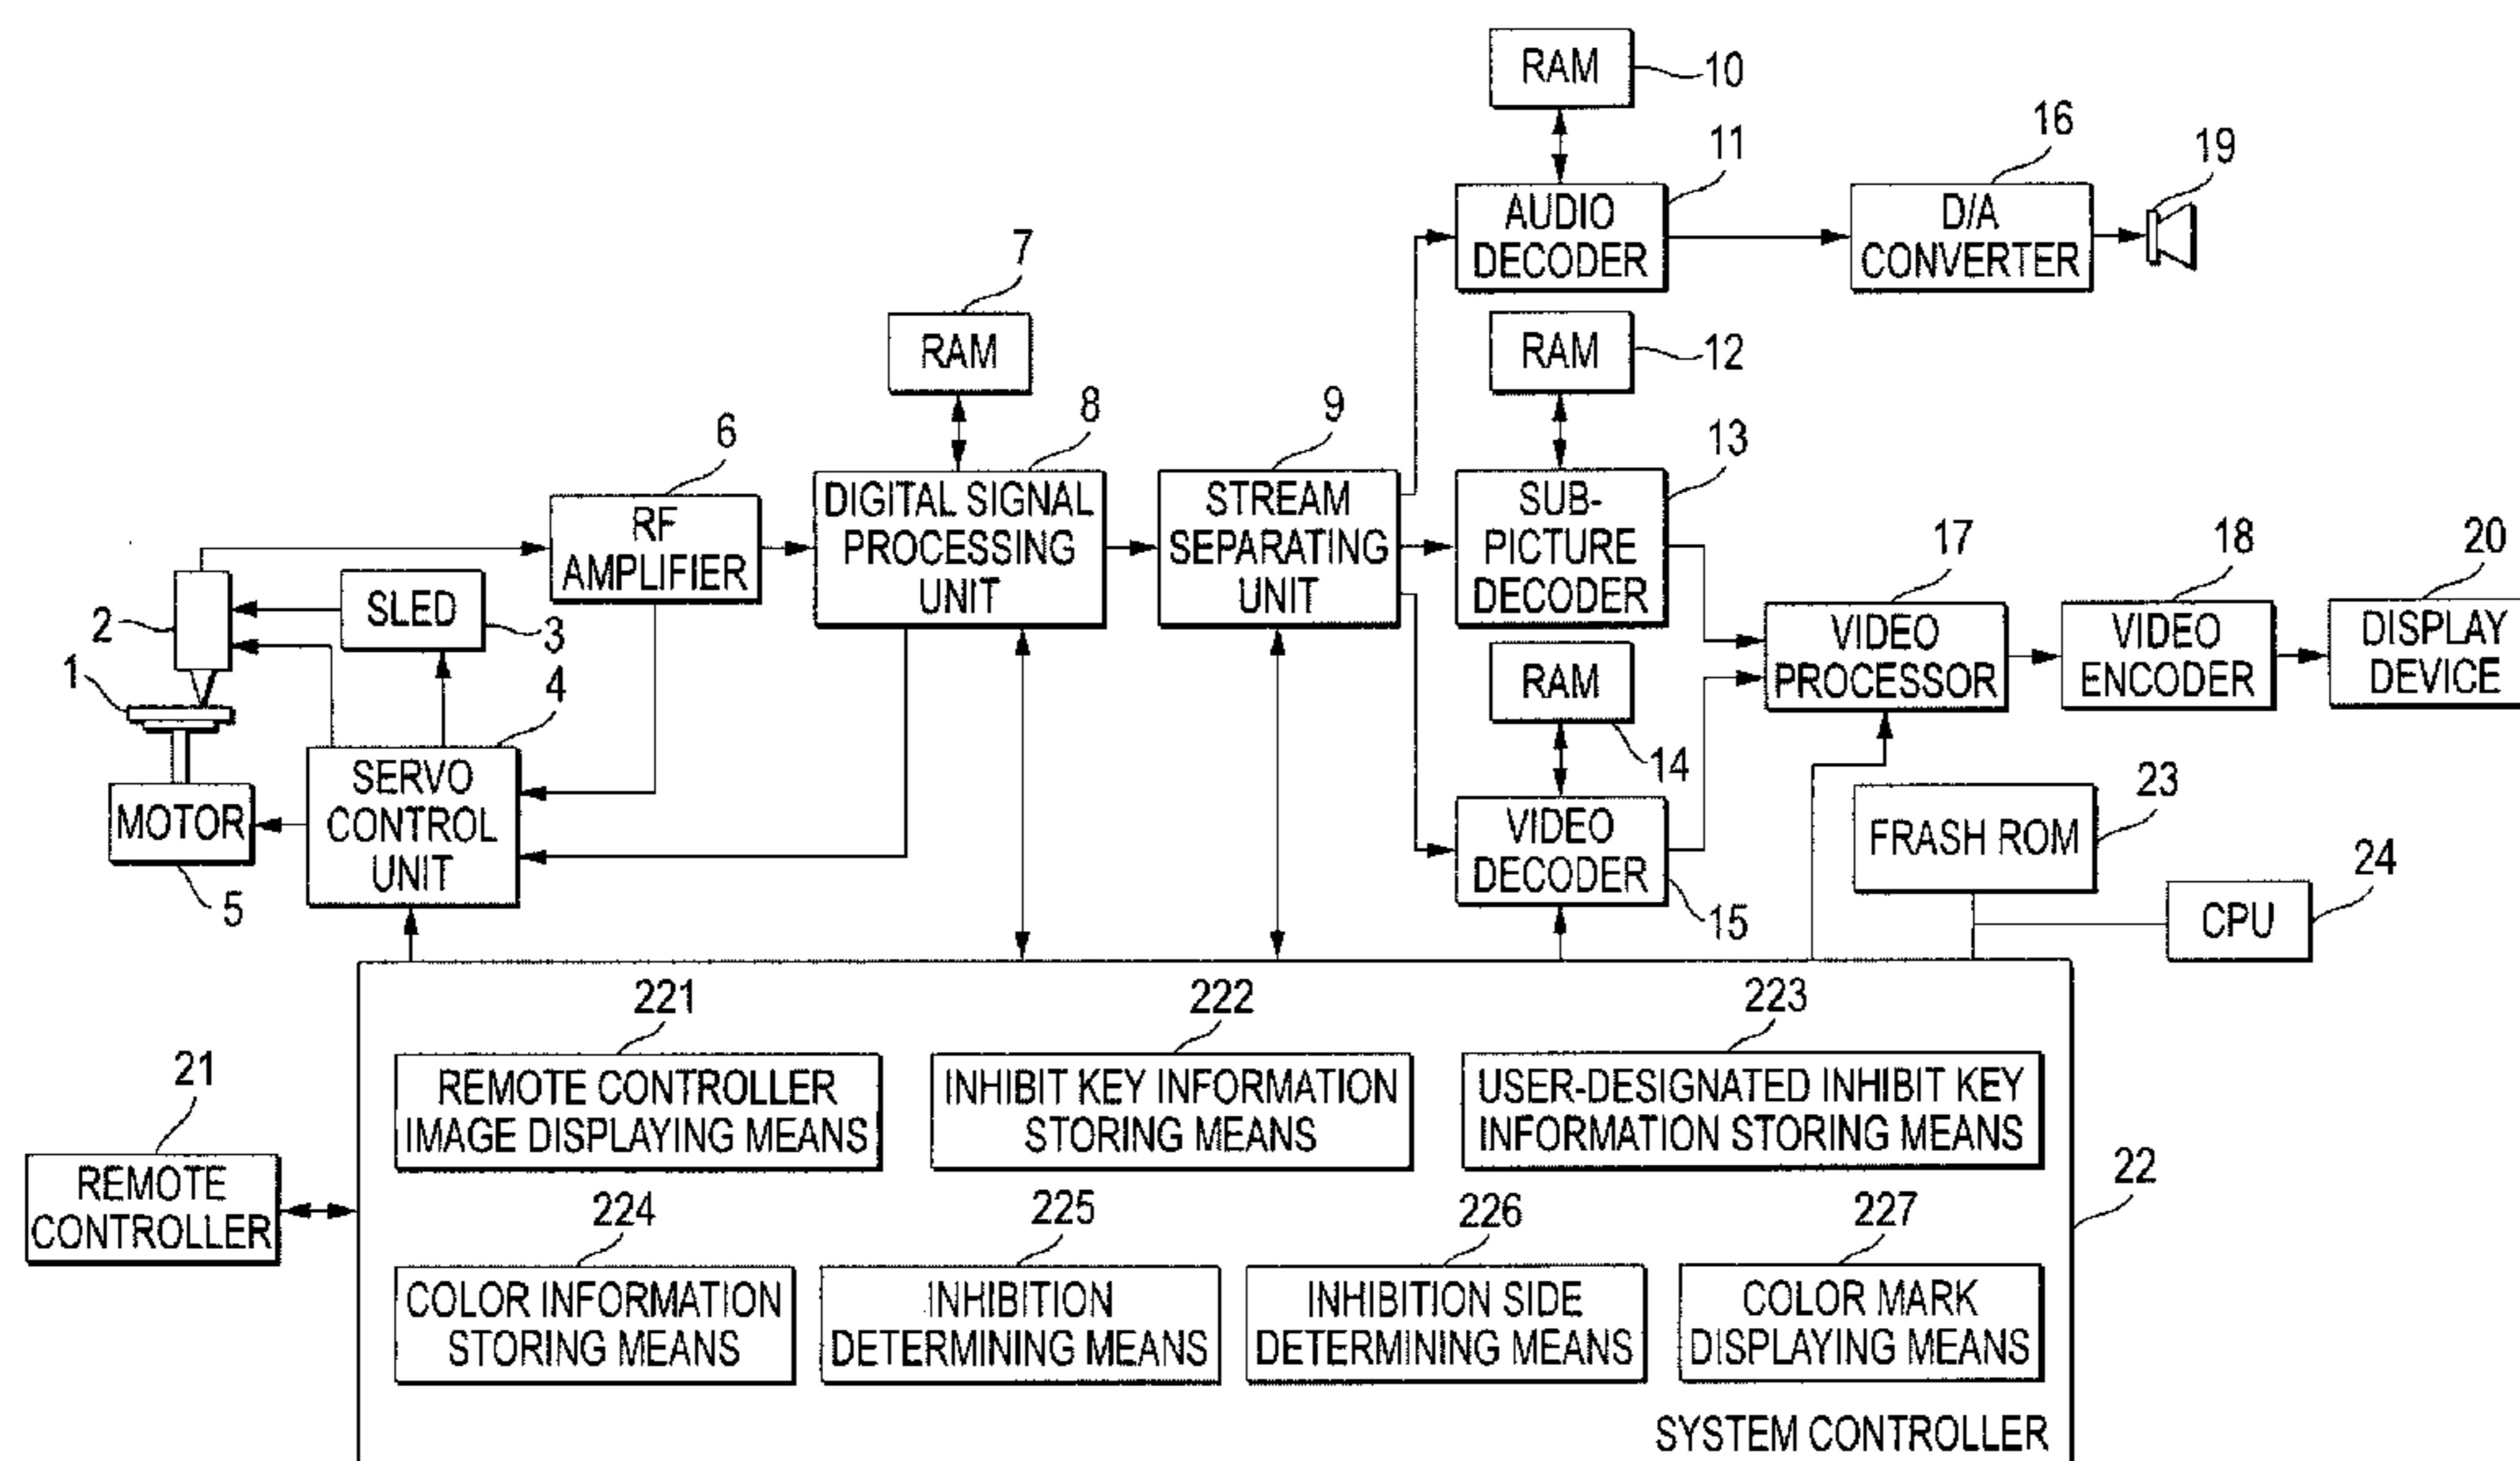 RAM
10
11
16
19
AUDIO
DECODER
D/A
CONVERTER
7
RAM
RAM
12
6
8
9
13
RF
AMPLIFIER
DIGITAL SIGNAL
PROCESSING
UNIT
STREAM
SEPARATING
UNIT
SUB-
PICTURE
DECODER
17
18
20
2
SLED
3
VIDEO
PROCESSOR
VIDEO
ENCODER
DISPLAY
DEVICE
1
4
RAM
14
SERVO
CONTROL
UNIT
MOTOR
5
VIDEO
DECODER
15
23
FRASH ROM
24
CPU
221
222
223
REMOTE CONTROLLER
IMAGE DISPLAYING MEANS
INHIBIT KEY INFORMATION
STORING MEANS
USER-DESIGNATED INHIBIT KEY
INFORMATION STORING MEANS
21
REMOTE
CONTROLLER
22
224
225
226
227
COLOR INFORMATION
STORING MEANS
INHIBITION
DETERMINING MEANS
INHIBITION SIDE
DETERMINING MEANS
COLOR MARK
DISPLAYING MEANS
SYSTEM CONTROLLER